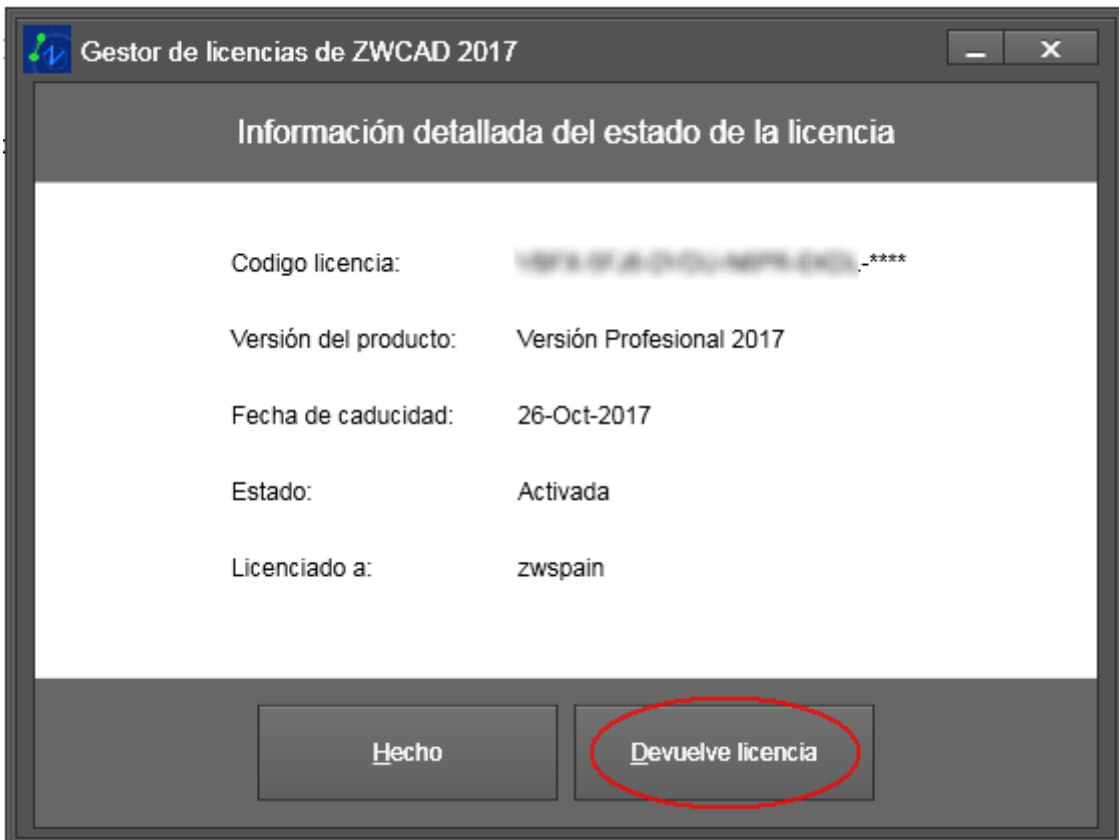 Gestor de licencias de ZWCAD 2017
Información detallada del estado de la licencia
Codigo licencia: -****
Versión del producto: Versión Profesional 2017
Fecha de caducidad: 26-Oct-2017
Estado: Activada
Licenciado a: zwspain
Hecho Devuelve licencia